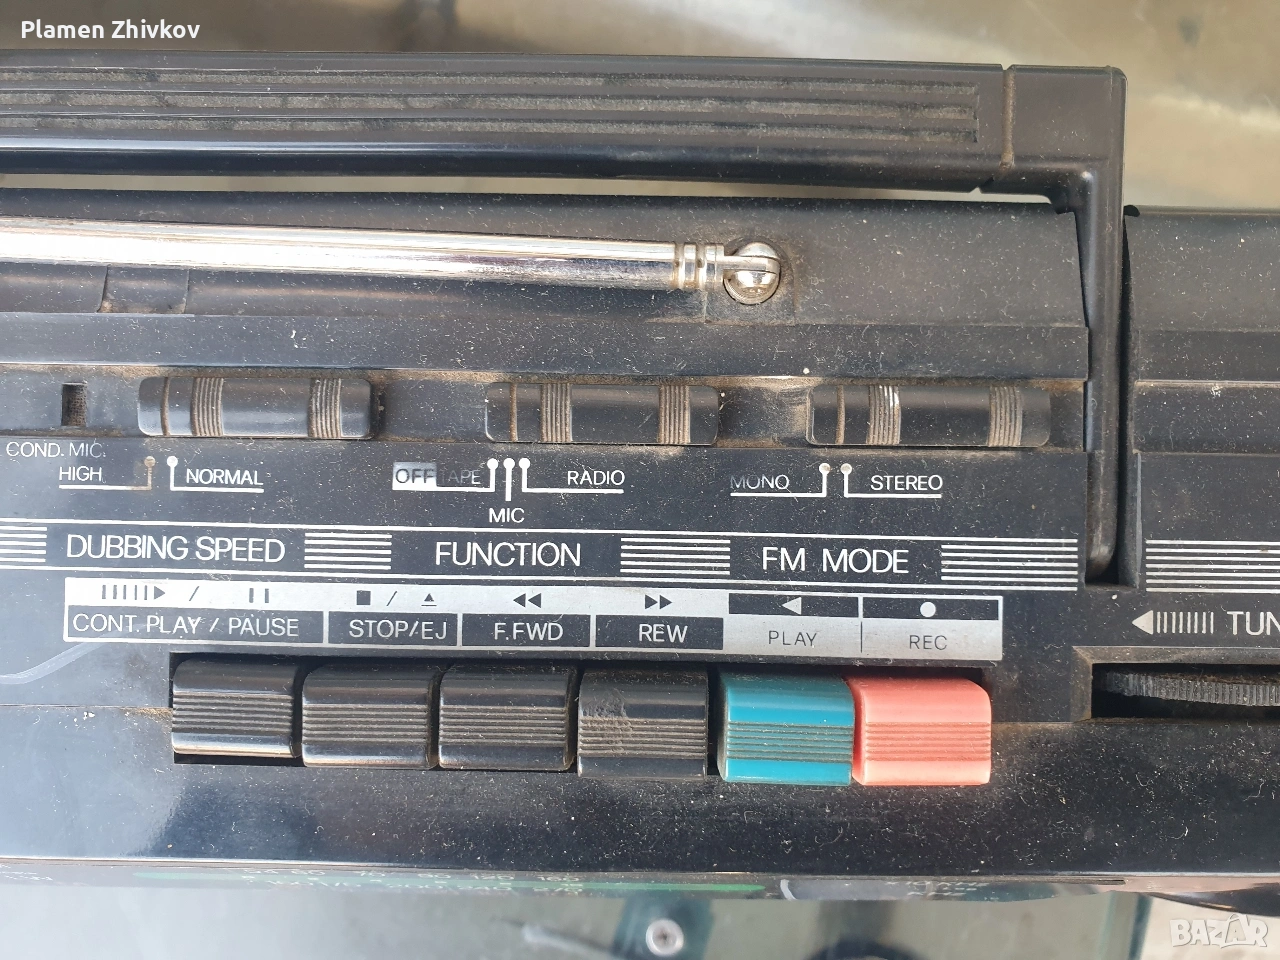 Plamen Zhivkov
COND. MIC.
HIGH NORMAL
OFF TAPE RADIO
MIC
MONO STEREO
DUBBING SPEED FUNCTION FM MODE
CONT. PLAY / PAUSE STOP/EJ F.FWD REW PLAY REC
TUN
BAZAR